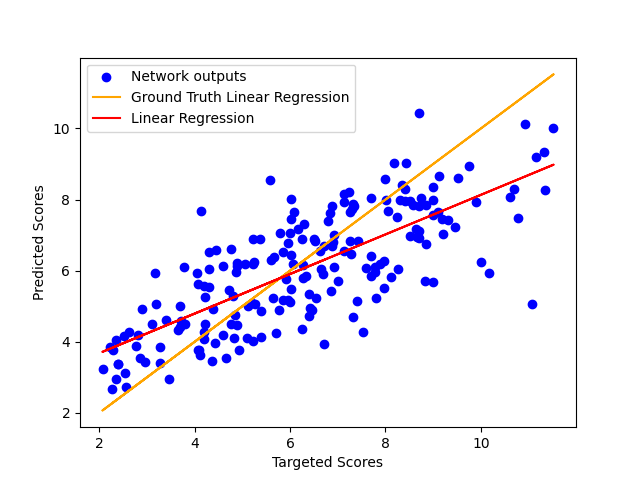 Network outputs
Ground Truth Linear Regression
Linear Regression
10
8
6
4
2
Predicted Scores
2 4 6 8 10
Targeted Scores